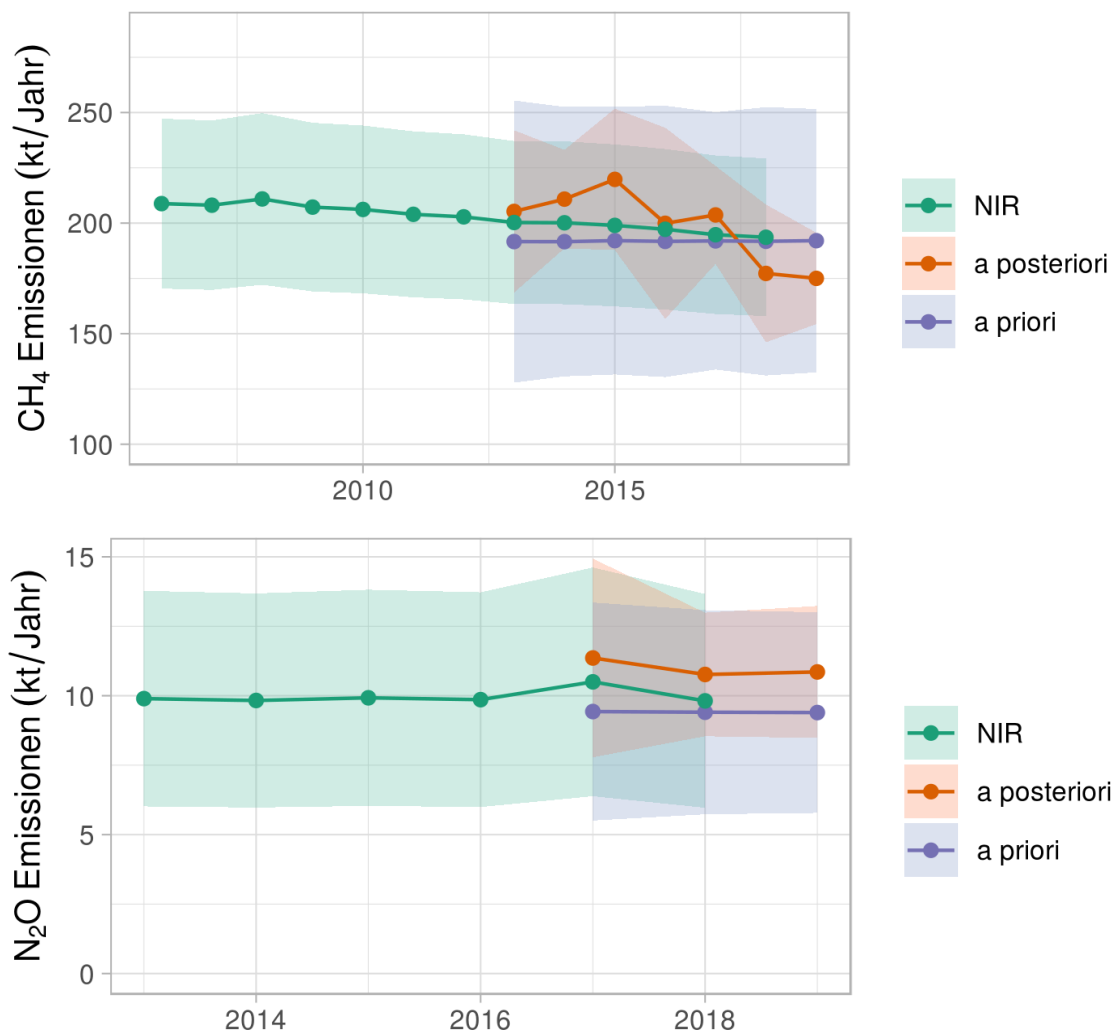 CH₄ Emissionen (kt/Jahr)
250
200
150
100
2010 2015
NIR
a posteriori
a priori
N₂O Emissionen (kt/Jahr)
15
10
5
0
2014 2016 2018
NIR
a posteriori
a priori